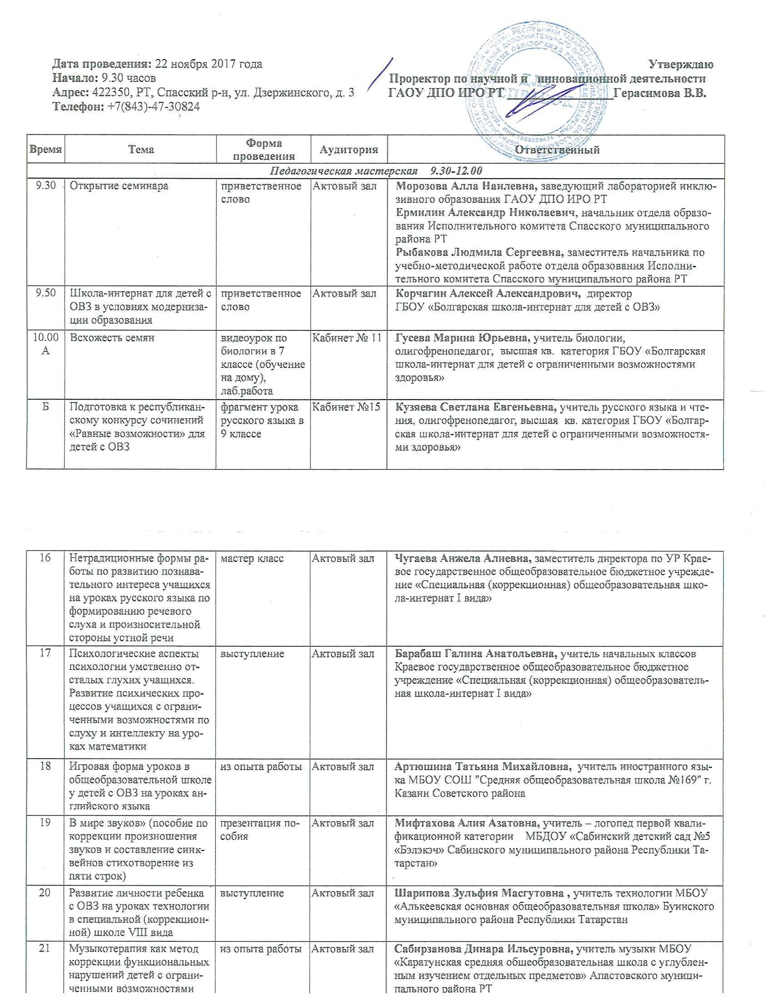 Дата проведения: 22 ноября 2017 года
Утверждаю
Начало: 9.30 часов
Проректор по научной и инновационной деятельности
Адрес: 422350, РТ, Спасский р-н, ул. Дзержинского, д. 3
ГАОУ ДПО ИРО РТ ________________Герасимова В.В.
Телефон: +7(843)-47-30824
Время
Тема
Форма
проведения
Аудитория
Ответственный
Педагогическая мастерская 9.30-12.00
9.30
Открытие семинара
приветственное
слово
Актовый зал
Морозова Алла Наилевна, заведующий лабораторией инклю-
зивного образования ГАОУ ДПО ИРО РТ
Ермилин Александр Николаевич, начальник отдела образо-
вания Исполнительного комитета Спасского муниципального
района РТ
Рыбакова Людмила Сергеевна, заместитель начальника по
учебно-методической работе отдела образования Исполни-
тельного комитета Спасского муниципального района РТ
9.50
Школа-интернат для детей с
ОВЗ в условиях модерниза-
ции образования
приветственное
слово
Актовый зал
Корчагин Алексей Александрович, директор
ГБОУ «Болгарская школа-интернат для детей с ОВЗ»
10.00
А
Всхожесть семян
видеоурок по
биологии в 7
классе (обучение
на дому),
лаб.работа
Кабинет № 11
Гусева Марина Юрьевна, учитель биологии,
олигофренопедагог, высшая кв. категория ГБОУ «Болгарская
школа-интернат для детей с ограниченными возможностями
здоровья»
Б
Подготовка к республикан-
скому конкурсу сочинений
«Равные возможности» для
детей с ОВЗ
фрагмент урока
русского языка в
9 классе
Кабинет №15
Кузяева Светлана Евгеньевна, учитель русского языка и чте-
ния, олигофренопедагог, высшая кв. категория ГБОУ «Болгар-
ская школа-интернат для детей с ограниченными возможностя-
ми здоровья»
16
Нетрадиционные формы ра-
боты по развитию познава-
тельного интереса учащихся
на уроках русского языка по
формированию речевого
слуха и произносительной
стороны устной речи
мастер класс
Актовый зал
Чугаева Анжела Алиевна, заместитель директора по УР Крае-
вое государственное общеобразовательное бюджетное учрежде-
ние «Специальная (коррекционная) общеобразовательная шко-
ла-интернат I вида»
17
Психологические аспекты
психологии умственно от-
сталых глухих учащихся.
Развитие психических про-
цессов учащихся с ограни-
ченными возможностями по
слуху и интеллекту на уро-
ках математики
выступление
Актовый зал
Барабаш Галина Анатольевна, учитель начальных классов
Краевое государственное общеобразовательное бюджетное
учреждение «Специальная (коррекционная) общеобразователь-
ная школа-интернат I вида»
18
Игровая форма уроков в
общеобразовательной школе
у детей с ОВЗ на уроках ан-
глийского языка
из опыта работы
Актовый зал
Артюшина Татьяна Михайловна, учитель иностранного язы-
ка МБОУ СОШ "Средняя общеобразовательная школа №169" г.
Казани Советского района
19
В мире звуков» (пособие по
коррекции произношения
звуков и составление синк-
вейнов стихотворение из
пяти строк)
презентация по-
собия
Актовый зал
Мифтахова Алия Азатовна, учитель – логопед первой квали-
фикационной категории МБДОУ «Сабинский детский сад №5
«Бэлэкэч» Сабинского муниципального района Республики Та-
тарстан»
20
Развитие личности ребенка
с ОВЗ на уроках технологии
в специальной (коррекцион-
ной) школе VIII вида
выступление
Актовый зал
Шарипова Зульфия Масгутовна , учитель технологии МБОУ
«Алькеевская основная общеобразовательная школа» Буинского
муниципального района Республики Татарстан
21
Музыкотерапия как метод
коррекции функциональных
нарушений детей с ограни-
ченными возможностями
из опыта работы
Актовый зал
Сабирзанова Динара Ильсуровна, учитель музыки МБОУ
«Каратунская средняя общеобразовательная школа с углублен-
ным изучением отдельных предметов» Апастовского муници-
пального района РТ